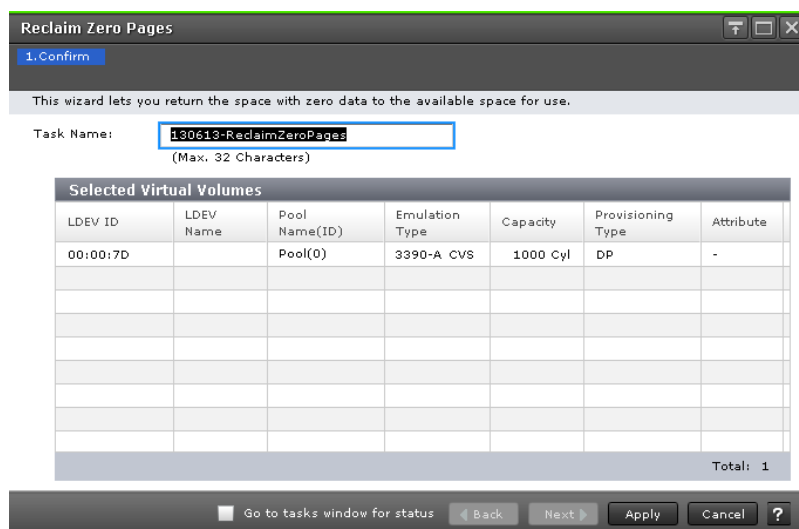 Reclaim Zero Pages
1.Confirm
This wizard lets you return the space with zero data to the available space for use.
Task Name: 130613-ReclaimZeroPages
(Max. 32 Characters)
Selected Virtual Volumes
LDEV ID LDEV Name Pool Name(ID) Emulation Type Capacity Provisioning Type Attribute
00:00:7D Pool(0) 3390-A CVS 1000 Cyl DP -
Total: 1
Go to tasks window for status Back Next Apply Cancel ?